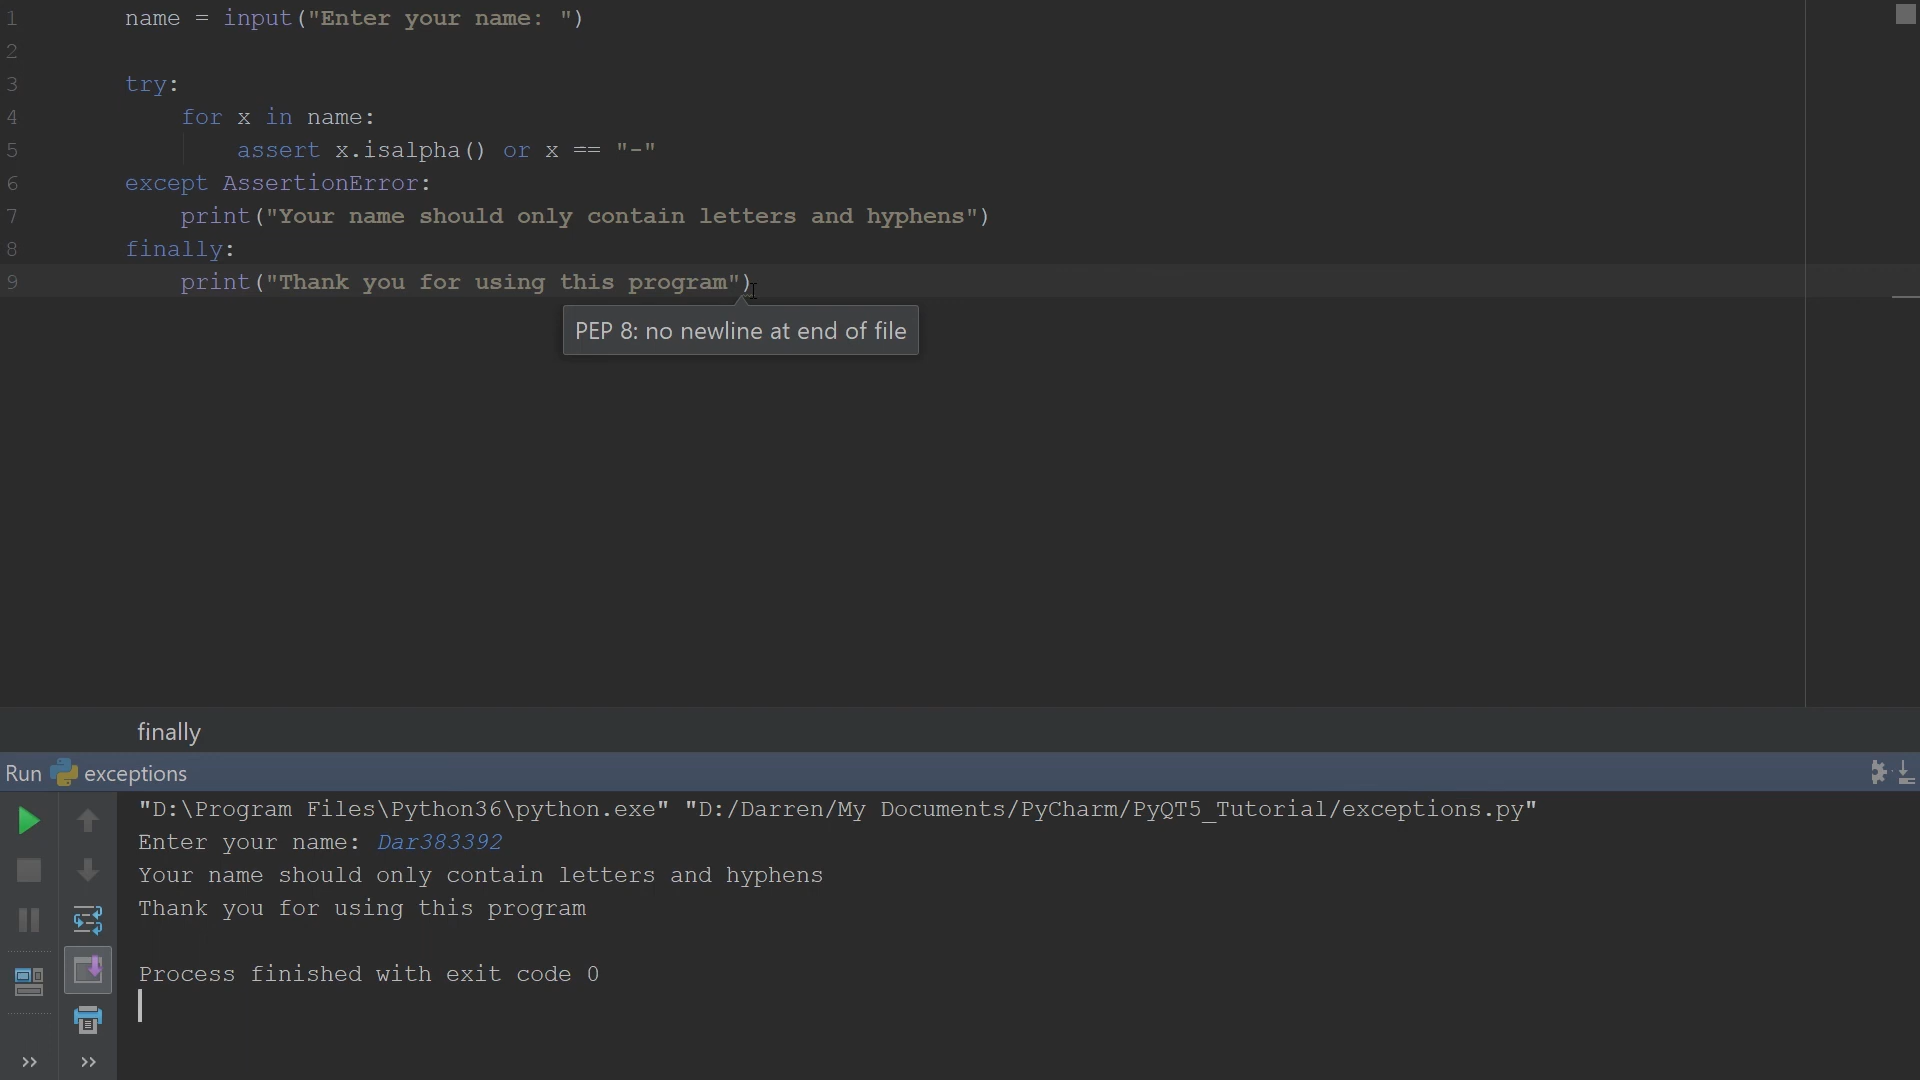 1 name = input("Enter your name: ")
2
3 try:
4     for x in name:
5         assert x.isalpha() or x == "-"
6 except AssertionError:
7     print("Your name should only contain letters and hyphens")
8 finally:
9     print("Thank you for using this program")
PEP 8: no newline at end of file
finally
Run exceptions
"D:\Program Files\Python36\python.exe" "D:/Darren/My Documents/PyCharm/PyQT5_Tutorial/exceptions.py"
Enter your name: Dar383392
Your name should only contain letters and hyphens
Thank you for using this program
Process finished with exit code 0